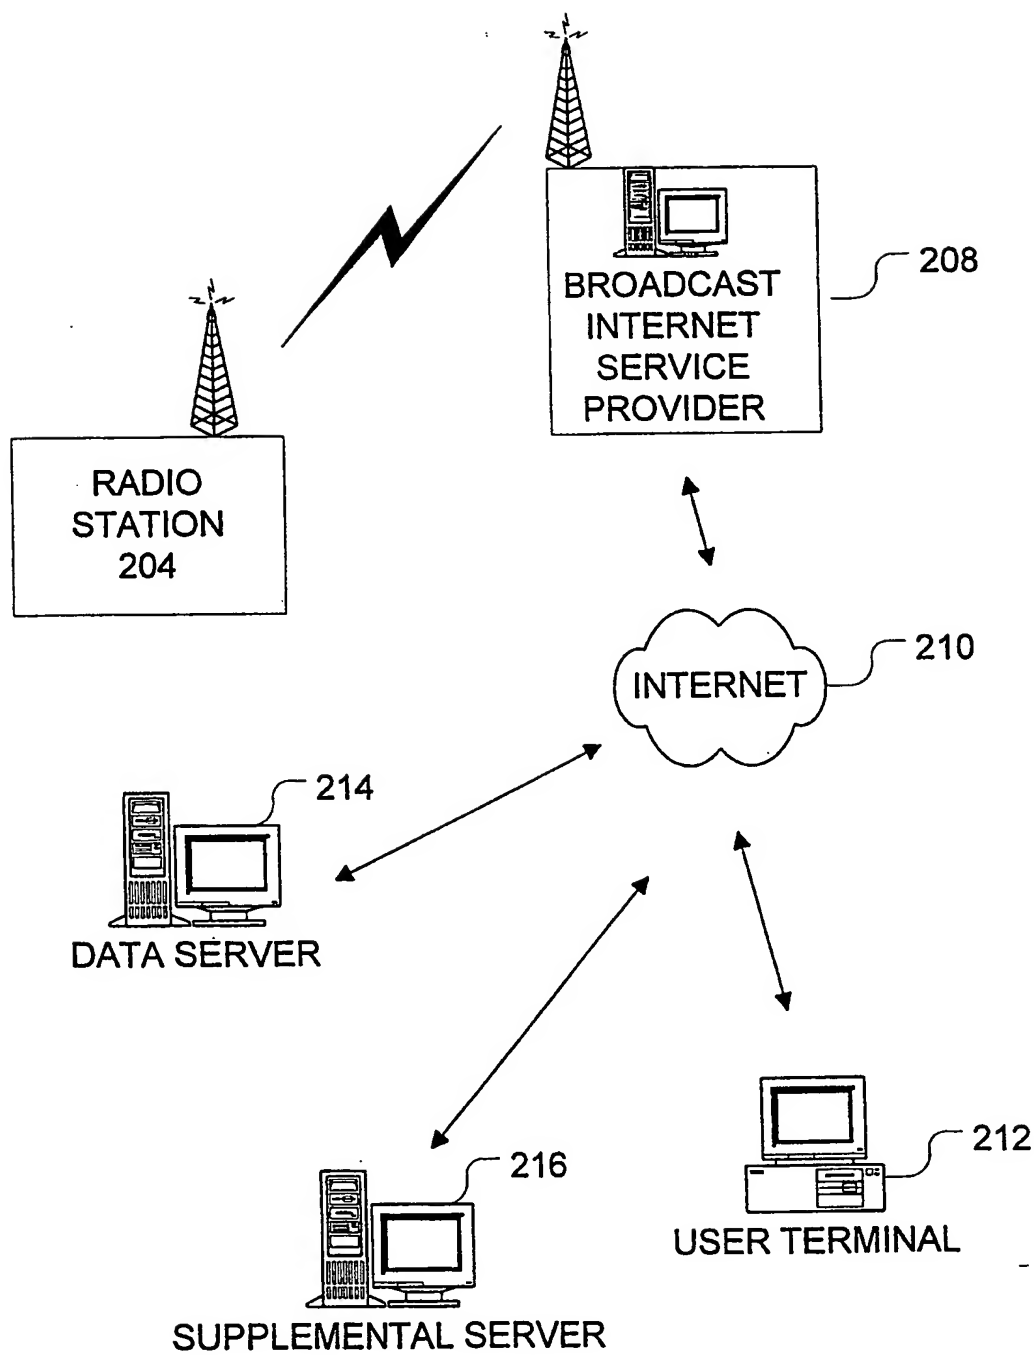 BROADCAST
INTERNET
SERVICE
PROVIDER
208
RADIO
STATION
204
INTERNET
210
214
DATA SERVER
216
SUPPLEMENTAL SERVER
212
USER TERMINAL